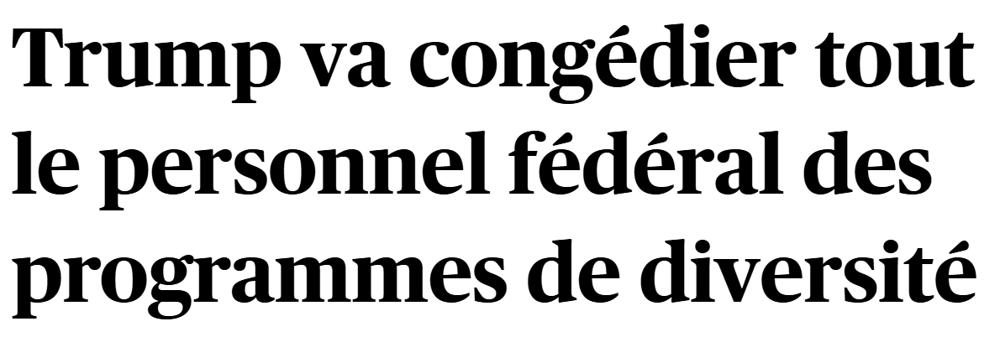 Trump va congédier tout
le personnel fédéral des
programmes de diversité